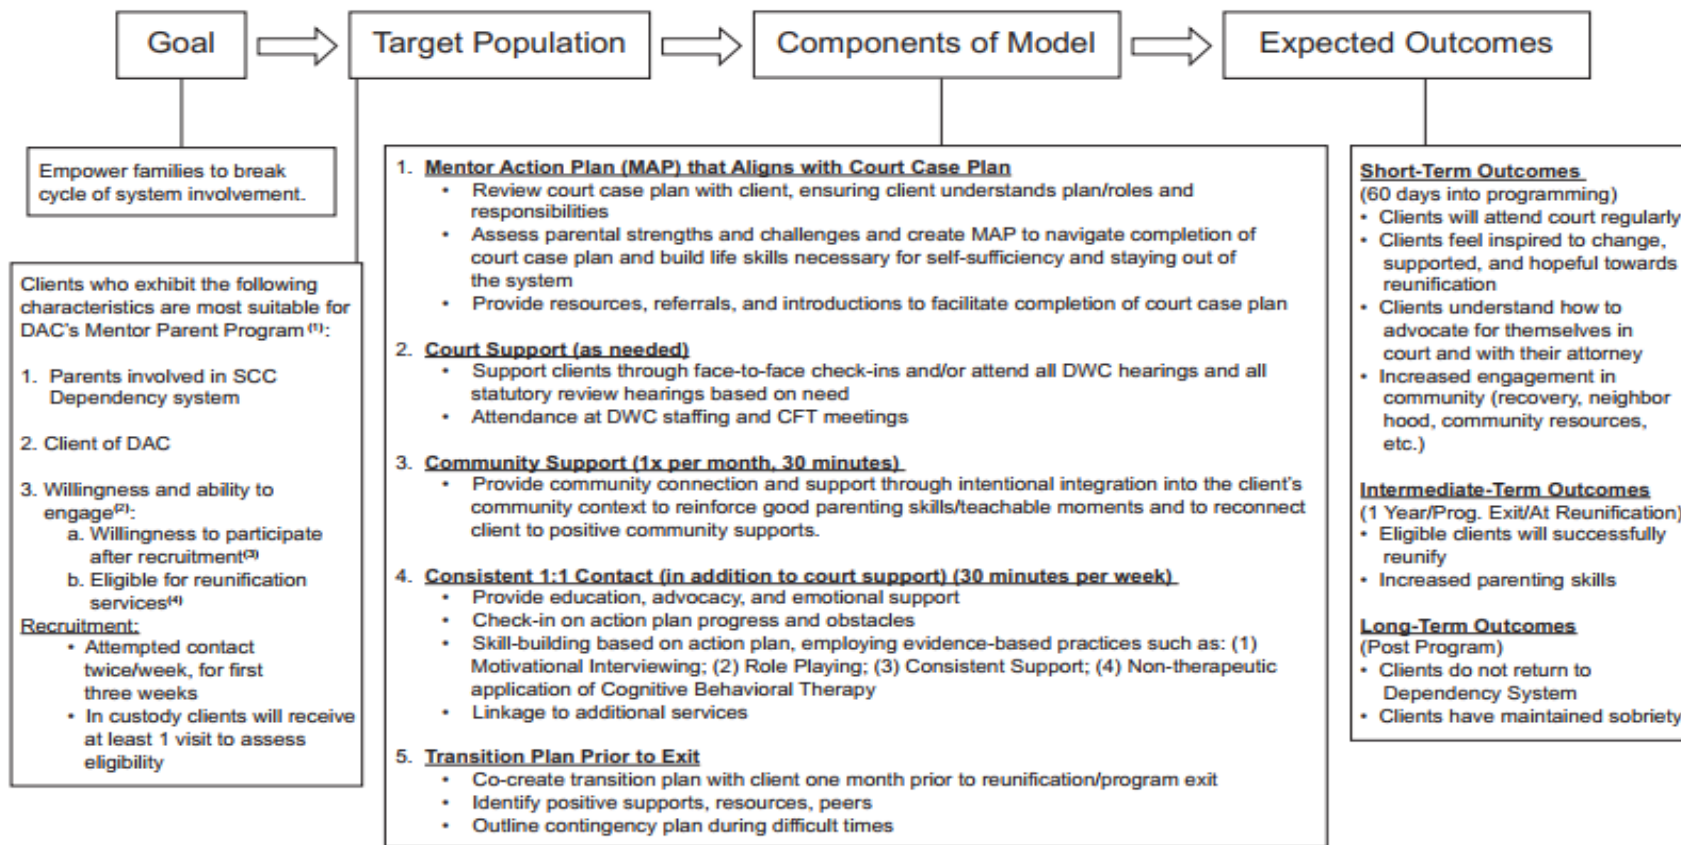 Goal
Target Population
Components of Model
Expected Outcomes
Empower families to break
cycle of system involvement.
Clients who exhibit the following
characteristics are most suitable for
DAC's Mentor Parent Program (1):
1. Parents involved in SCC
Dependency system
2. Client of DAC
3. Willingness and ability to
engage(2):
a. Willingness to participate
after recruitment(3)
b. Eligible for reunification
services(4)
Recruitment:
• Attempted contact
twice/week, for first
three weeks
• In custody clients will receive
at least 1 visit to assess
eligibility
1. Mentor Action Plan (MAP) that Aligns with Court Case Plan
• Review court case plan with client, ensuring client understands plan/roles and
responsibilities
• Assess parental strengths and challenges and create MAP to navigate completion of
court case plan and build life skills necessary for self-sufficiency and staying out of
the system
• Provide resources, referrals, and introductions to facilitate completion of court case plan
2. Court Support (as needed)
• Support clients through face-to-face check-ins and/or attend all DWC hearings and all
statutory review hearings based on need
• Attendance at DWC staffing and CFT meetings
3. Community Support (1x per month, 30 minutes)
• Provide community connection and support through intentional integration into the client's
community context to reinforce good parenting skills/teachable moments and to reconnect
client to positive community supports.
4. Consistent 1:1 Contact (in addition to court support) (30 minutes per week)
• Provide education, advocacy, and emotional support
• Check-in on action plan progress and obstacles
• Skill-building based on action plan, employing evidence-based practices such as: (1)
Motivational Interviewing; (2) Role Playing; (3) Consistent Support; (4) Non-therapeutic
application of Cognitive Behavioral Therapy
• Linkage to additional services
5. Transition Plan Prior to Exit
• Co-create transition plan with client one month prior to reunification/program exit
• Identify positive supports, resources, peers
• Outline contingency plan during difficult times
Short-Term Outcomes
(60 days into programming)
• Clients will attend court regularly
• Clients feel inspired to change,
supported, and hopeful towards
reunification
• Clients understand how to
advocate for themselves in
court and with their attorney
• Increased engagement in
community (recovery, neighbor
hood, community resources,
etc.)
Intermediate-Term Outcomes
(1 Year/Prog. Exit/At Reunification)
• Eligible clients will successfully
reunify
• Increased parenting skills
Long-Term Outcomes
(Post Program)
• Clients do not return to
Dependency System
• Clients have maintained sobriety